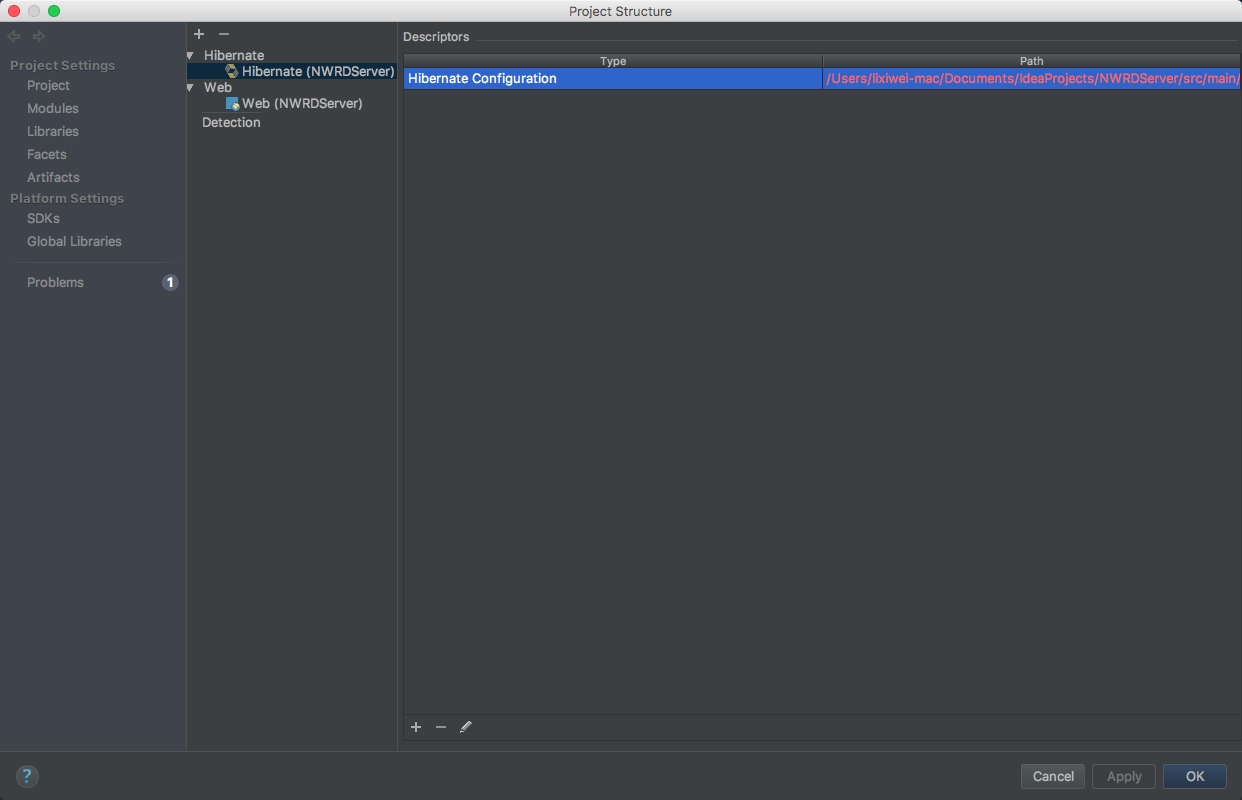 Project Structure
Project Settings
Project
Modules
Libraries
Facets
Artifacts
Platform Settings
SDKs
Global Libraries
Problems 1
Hibernate
Hibernate (NWRDServer)
Web
Web (NWRDServer)
Detection
Descriptors
Type Path
Hibernate Configuration /Users/lixiwei-mac/Documents/IdeaProjects/NWRDServer/src/main/
? Cancel Apply OK